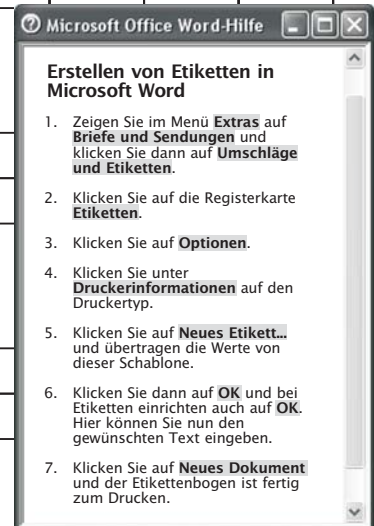 Microsoft Office Word-Hilfe
Erstellen von Etiketten in
Microsoft Word
1. Zeigen Sie im Menü Extras auf
Briefe und Sendungen und
klicken Sie dann auf Umschläge
und Etiketten.
2. Klicken Sie auf die Registerkarte
Etiketten.
3. Klicken Sie auf Optionen.
4. Klicken Sie unter
Druckerinformationen auf den
Druckertyp.
5. Klicken Sie auf Neues Etikett...
und übertragen die Werte von
dieser Schablone.
6. Klicken Sie dann auf OK und bei
Etiketten einrichten auch auf OK.
Hier können Sie nun den
gewünschten Text eingeben.
7. Klicken Sie auf Neues Dokument
und der Etikettenbogen ist fertig
zum Drucken.